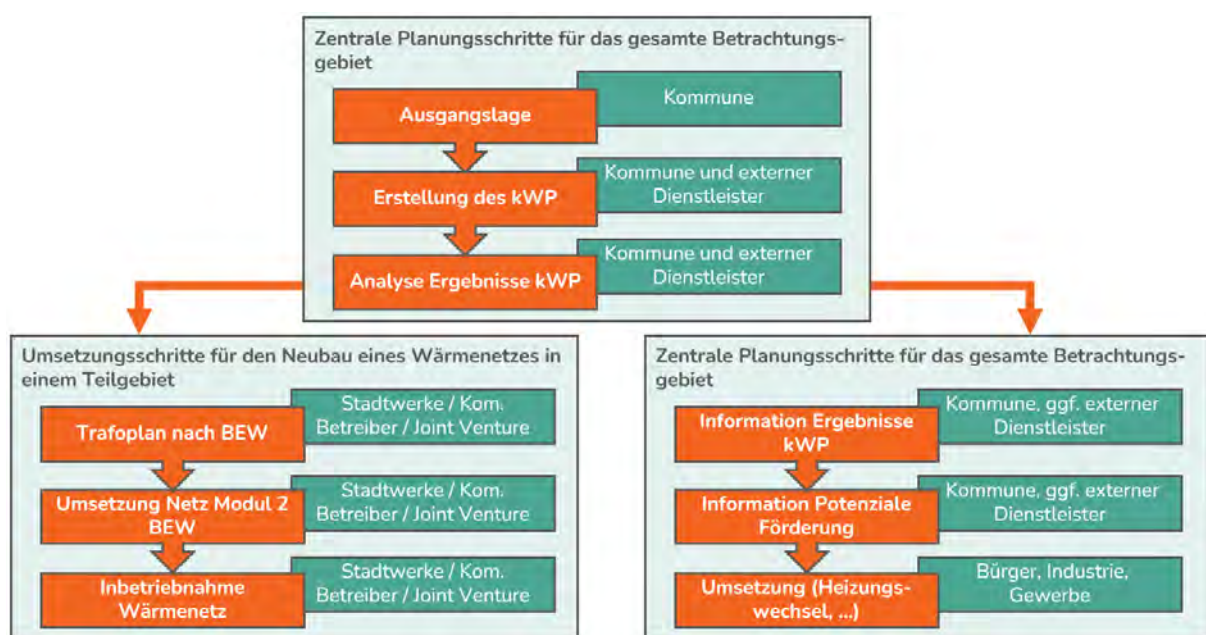 Zentrale Planungsschritte für das gesamte Betrachtungs-
gebiet
Ausgangslage
Kommune
Erstellung des kWP
Kommune und externer
Dienstleister
Analyse Ergebnisse kWP
Kommune und externer
Dienstleister
Umsetzungsschritte für den Neubau eines Wärmenetzes in
einem Teilgebiet
Trafoplan nach BEW
Stadtwerke / Kom.
Betreiber / Joint Venture
Umsetzung Netz Modul 2
BEW
Stadtwerke / Kom.
Betreiber / Joint Venture
Inbetriebnahme
Wärmenetz
Stadtwerke / Kom.
Betreiber / Joint Venture
Zentrale Planungsschritte für das gesamte Betrachtungs-
gebiet
Information Ergebnisse
kWP
Kommune, ggf. externer
Dienstleister
Information Potenziale
Förderung
Kommune, ggf. externer
Dienstleister
Umsetzung (Heizungs-
wechsel, ...)
Bürger, Industrie,
Gewerbe